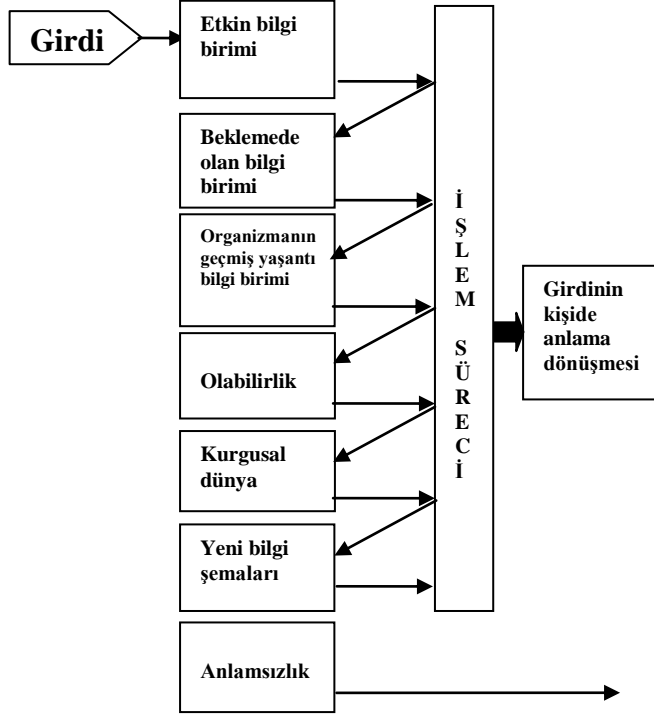 Girdi
Etkin bilgi
birimi
Beklemede
olan bilgi
birimi
Organizmanın
geçmiş yaşantı
bilgi birimi
Olabilirlik
Kurgusal
dünya
Yeni bilgi
şemaları
Anlamsızlık
İ
Ş
L
E
M
S
Ü
R
E
C
İ
Girdinin
kişide
anlama
dönüşmesi